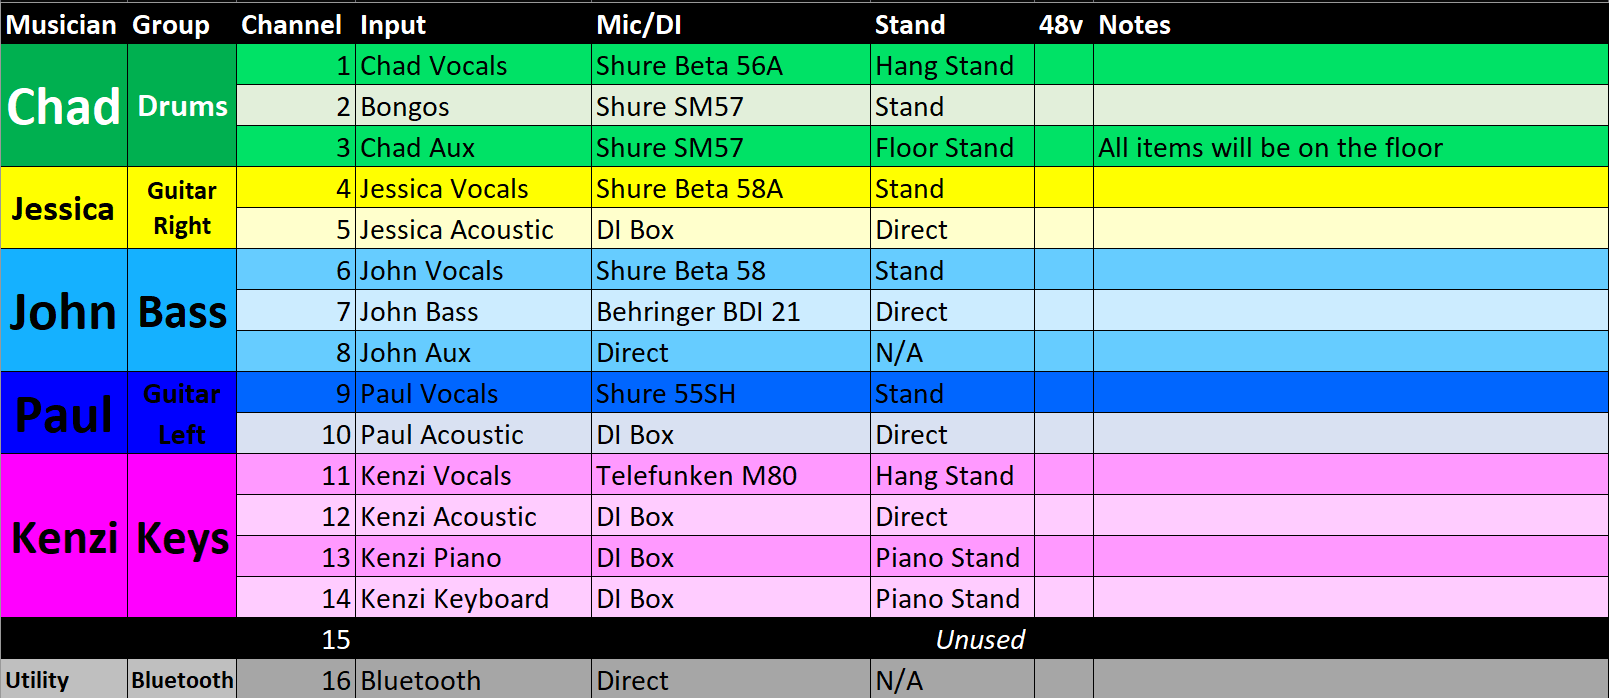 Musician Group Channel Input Mic/DI Stand 48v Notes
Chad Drums 1 Chad Vocals Shure Beta 56A Hang Stand
2 Bongos Shure SM57 Stand
3 Chad Aux Shure SM57 Floor Stand All items will be on the floor
Jessica Guitar Right 4 Jessica Vocals Shure Beta 58A Stand
5 Jessica Acoustic DI Box Direct
John Bass 6 John Vocals Shure Beta 58 Stand
7 John Bass Behringer BDI 21 Direct
8 John Aux Direct N/A
Paul Guitar Left 9 Paul Vocals Shure 55SH Stand
10 Paul Acoustic DI Box Direct
Kenzi Keys 11 Kenzi Vocals Telefunken M80 Hang Stand
12 Kenzi Acoustic DI Box Direct
13 Kenzi Piano DI Box Piano Stand
14 Kenzi Keyboard DI Box Piano Stand
15 Unused
Utility Bluetooth 16 Bluetooth Direct N/A